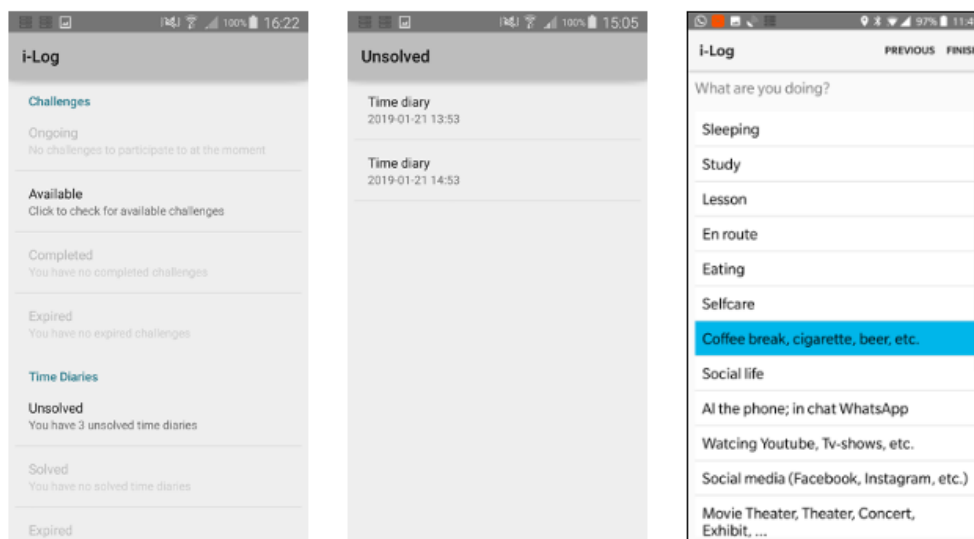 100% 16:22
i-Log
Challenges
Ongoing
No challenges to participate to at the moment
Available
Click to check for available challenges
Completed
You have no completed challenges
Expired
You have no expired challenges
Time Diaries
Unsolved
You have 3 unsolved time diaries
Solved
You have no solved time diaries
Expired
100% 15:05
Unsolved
Time diary
2019-01-21 13:53
Time diary
2019-01-21 14:53
97% 11:4
i-Log PREVIOUS FINISH
What are you doing?
Sleeping
Study
Lesson
En route
Eating
Selfcare
Coffee break, cigarette, beer, etc.
Social life
Al the phone; in chat WhatsApp
Watcing Youtube, Tv-shows, etc.
Social media (Facebook, Instagram, etc.)
Movie Theater, Theater, Concert,
Exhibit, ...